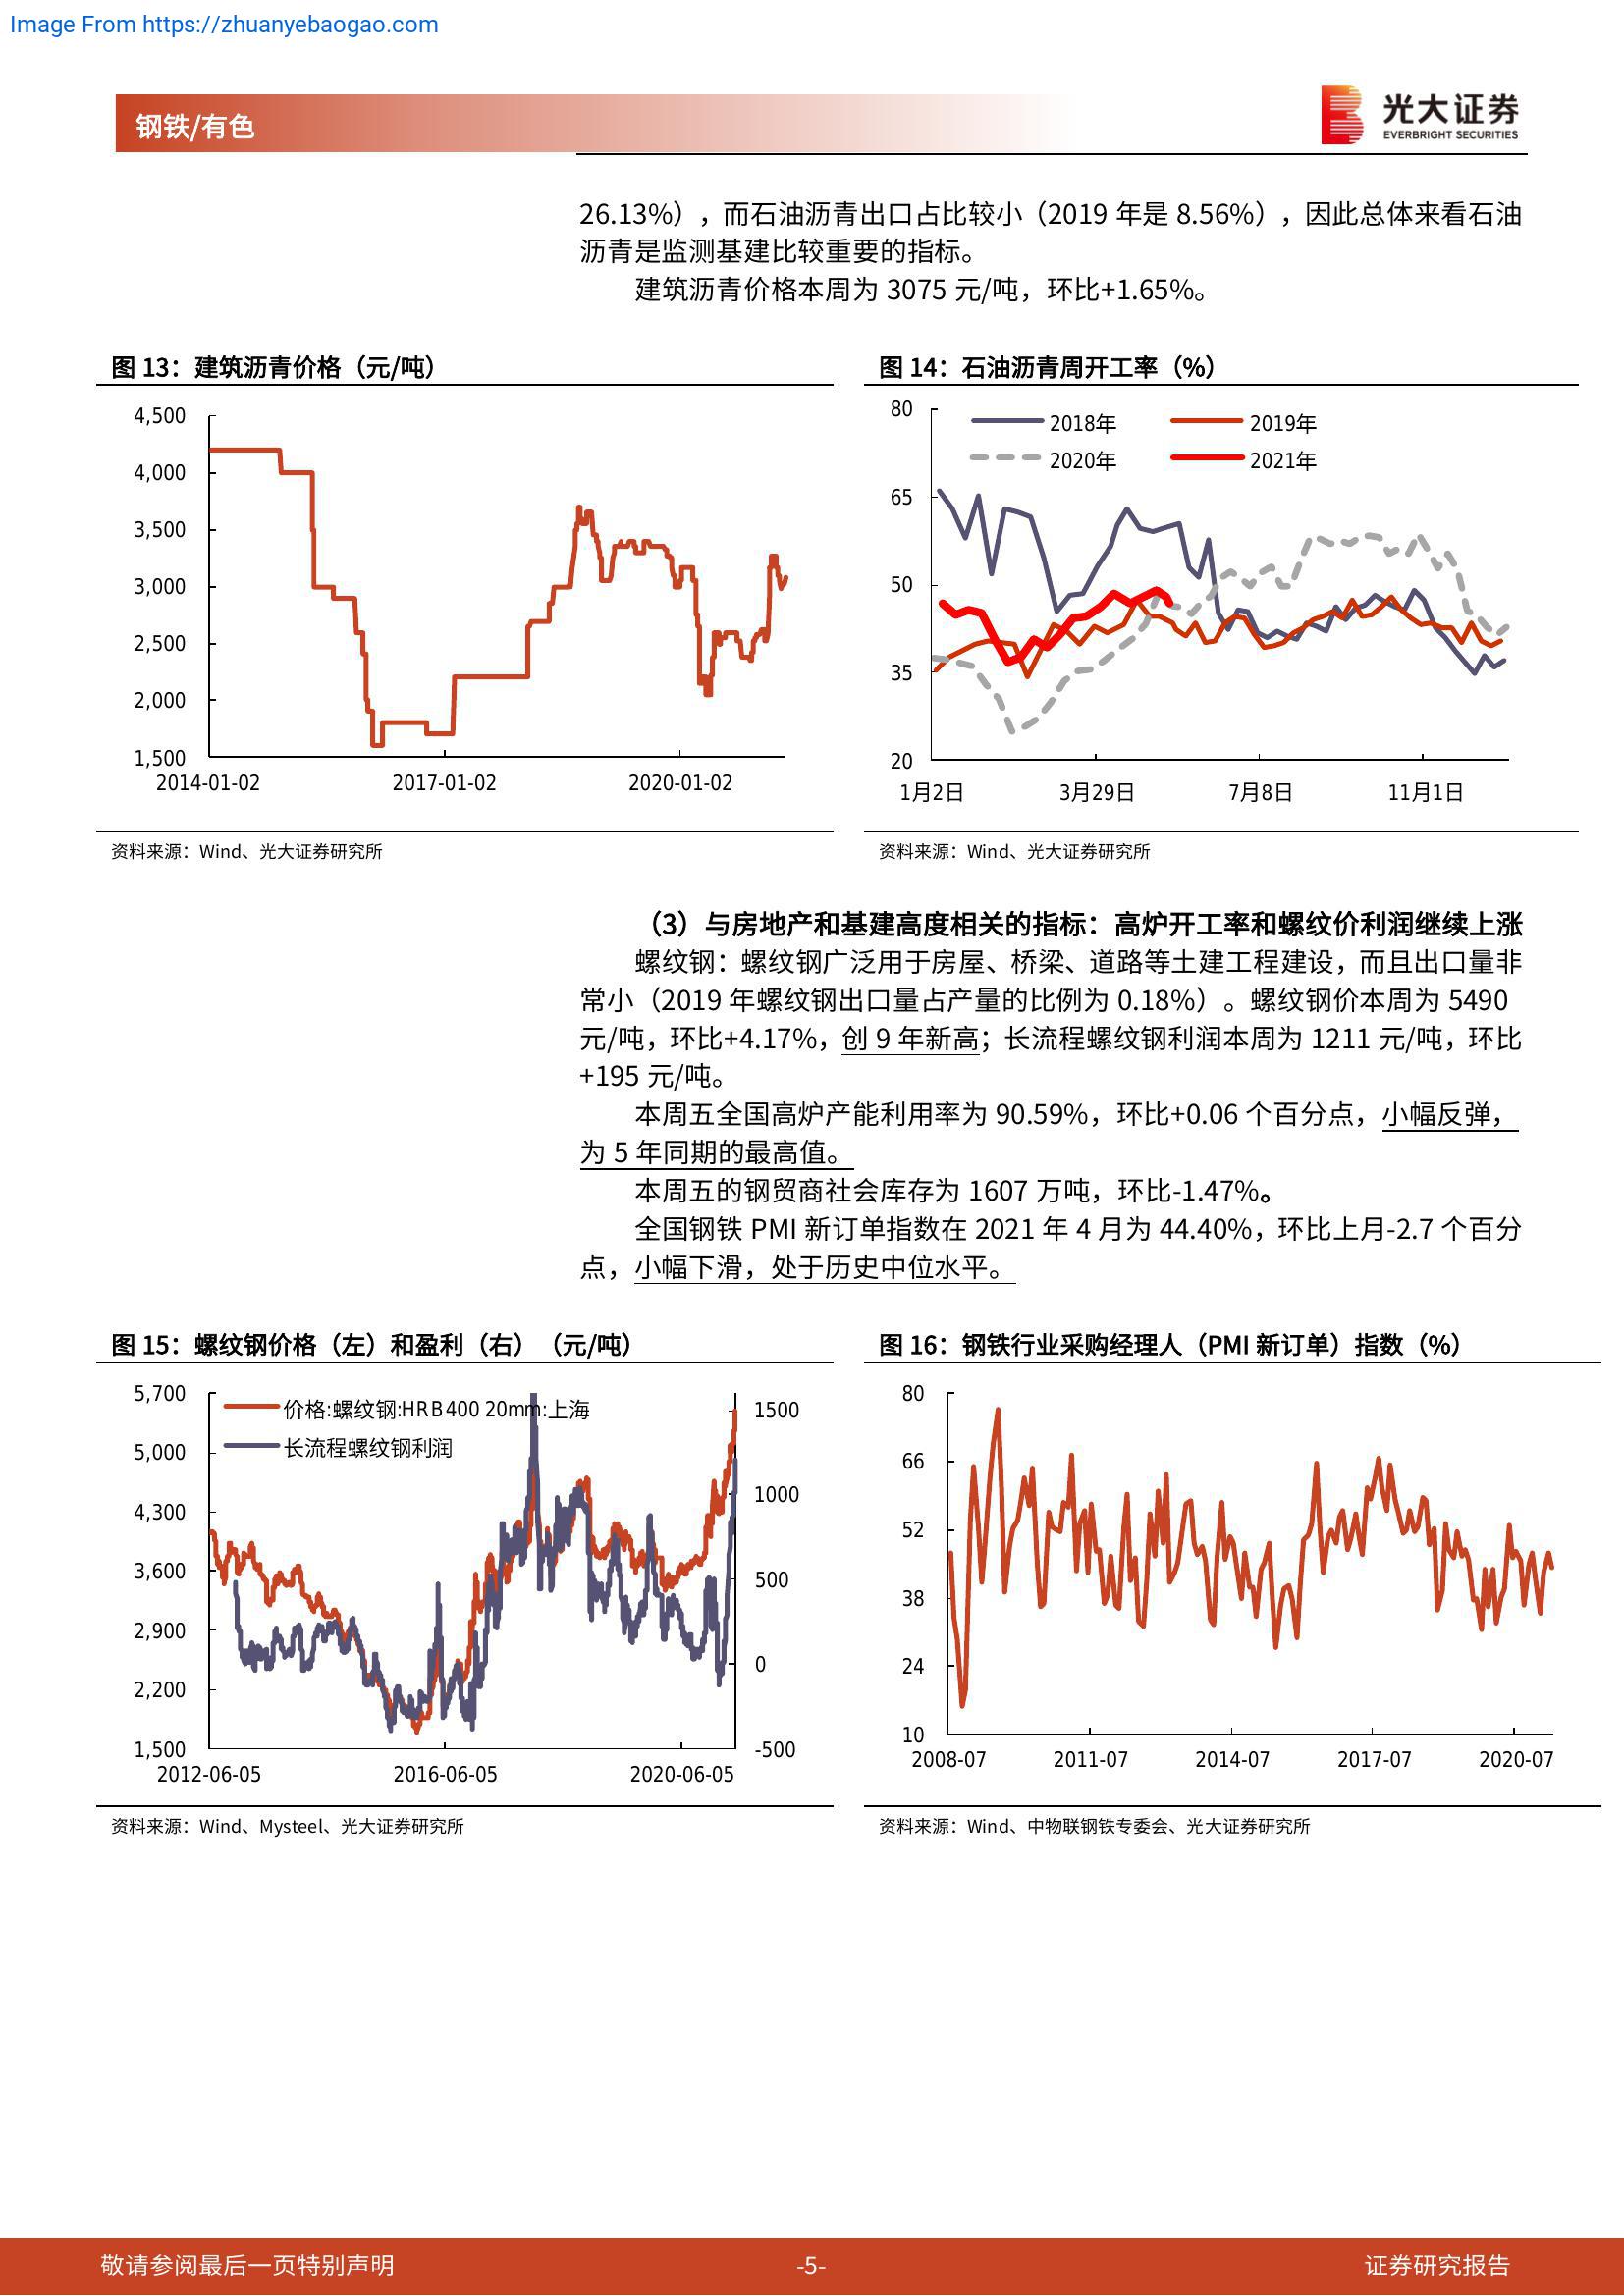 Image From https://zhuanyebaogao.com
钢铁/有色
光大证券
EVERBRIGHT SECURITIES
26.13%），而石油沥青出口占比较小（2019 年是 8.56%），因此总体来看石油
沥青是监测基建比较重要的指标。
建筑沥青价格本周为 3075 元/吨，环比+1.65%。
图 13：建筑沥青价格（元/吨）
4,500
4,000
3,500
3,000
2,500
2,000
1,500
2014-01-02 2017-01-02 2020-01-02
资料来源：Wind、光大证券研究所
图 14：石油沥青周开工率（%）
2018年 2019年
2020年 2021年
80
65
50
35
20
1月2日 3月29日 7月8日 11月1日
资料来源：Wind、光大证券研究所
（3）与房地产和基建高度相关的指标：高炉开工率和螺纹价利润继续上涨
螺纹钢：螺纹钢广泛用于房屋、桥梁、道路等土建工程建设，而且出口量非
常小（2019 年螺纹钢出口量占产量的比例为 0.18%）。螺纹钢价本周为 5490
元/吨，环比+4.17%，创 9 年新高；长流程螺纹钢利润本周为 1211 元/吨，环比
+195 元/吨。
本周五全国高炉产能利用率为 90.59%，环比+0.06 个百分点，小幅反弹，
为 5 年同期的最高值。
本周五的钢贸商社会库存为 1607 万吨，环比-1.47%。
全国钢铁 PMI 新订单指数在 2021 年 4 月为 44.40%，环比上月-2.7 个百分
点，小幅下滑，处于历史中位水平。
图 15：螺纹钢价格（左）和盈利（右）（元/吨）
价格:螺纹钢:HRB400 20mm:上海
长流程螺纹钢利润
5,700
5,000
4,300
3,600
2,900
2,200
1,500
1500
1000
500
0
-500
2012-06-05 2016-06-05 2020-06-05
资料来源：Wind、Mysteel、光大证券研究所
图 16：钢铁行业采购经理人（PMI 新订单）指数（%）
80
66
52
38
24
10
2008-07 2011-07 2014-07 2017-07 2020-07
资料来源：Wind、中物联钢铁专委会、光大证券研究所
敬请参阅最后一页特别声明 -5- 证券研究报告